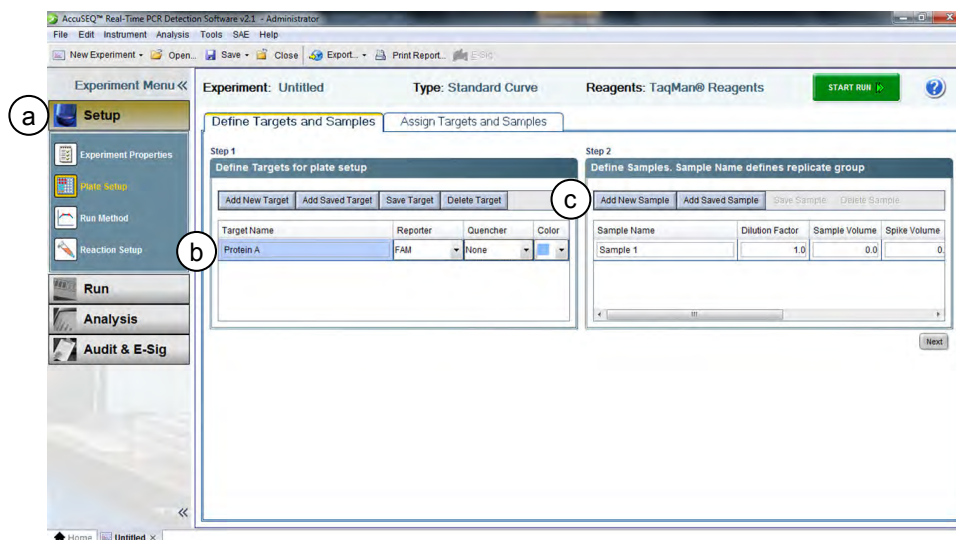 AccuSEQ™ Real-Time PCR Detection Software v2.1 - Administrator
File Edit Instrument Analysis Tools SAE Help
New Experiment Open... Save Close Export... Print Report... E-Sig
Experiment Menu «
Experiment: Untitled Type: Standard Curve Reagents: TaqMan® Reagents START RUN ?
a
Setup
Define Targets and Samples Assign Targets and Samples
Experiment Properties
Plate Setup
Run Method
Reaction Setup
Step 1
Define Targets for plate setup
Add New Target Add Saved Target Save Target Delete Target
Target Name Reporter Quencher Color
b
Protein A FAM None
Step 2
Define Samples. Sample Name defines replicate group
c
Add New Sample Add Saved Sample Save Sample Delete Sample
Sample Name Dilution Factor Sample Volume Spike Volume
Sample 1 1.0 0.0 0.
Run
Analysis
Audit & E-Sig
Next
«
Home Untitled ×